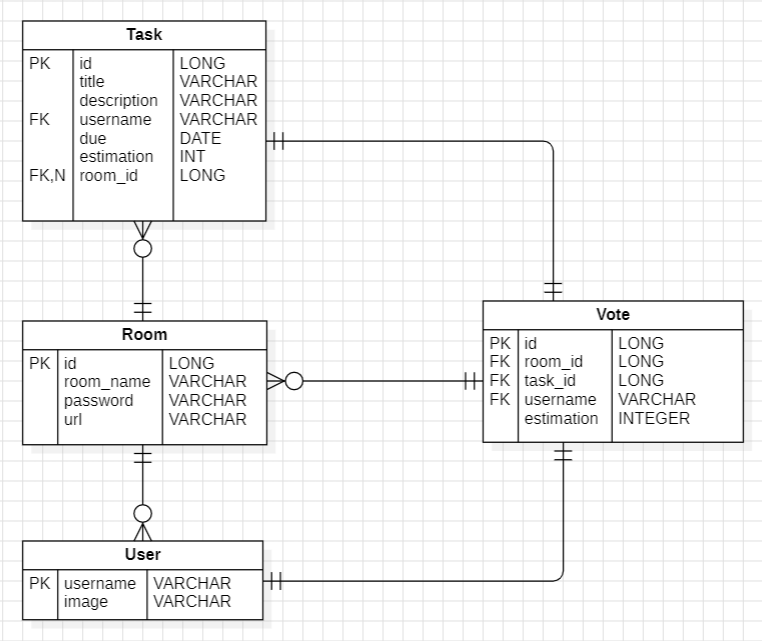 Task
PK id LONG
title VARCHAR
description VARCHAR
FK username VARCHAR
due DATE
estimation INT
FK,N room_id LONG
Room
PK id LONG
room_name VARCHAR
password VARCHAR
url VARCHAR
Vote
PK id LONG
FK room_id LONG
FK task_id LONG
FK username VARCHAR
estimation INTEGER
User
PK username VARCHAR
image VARCHAR